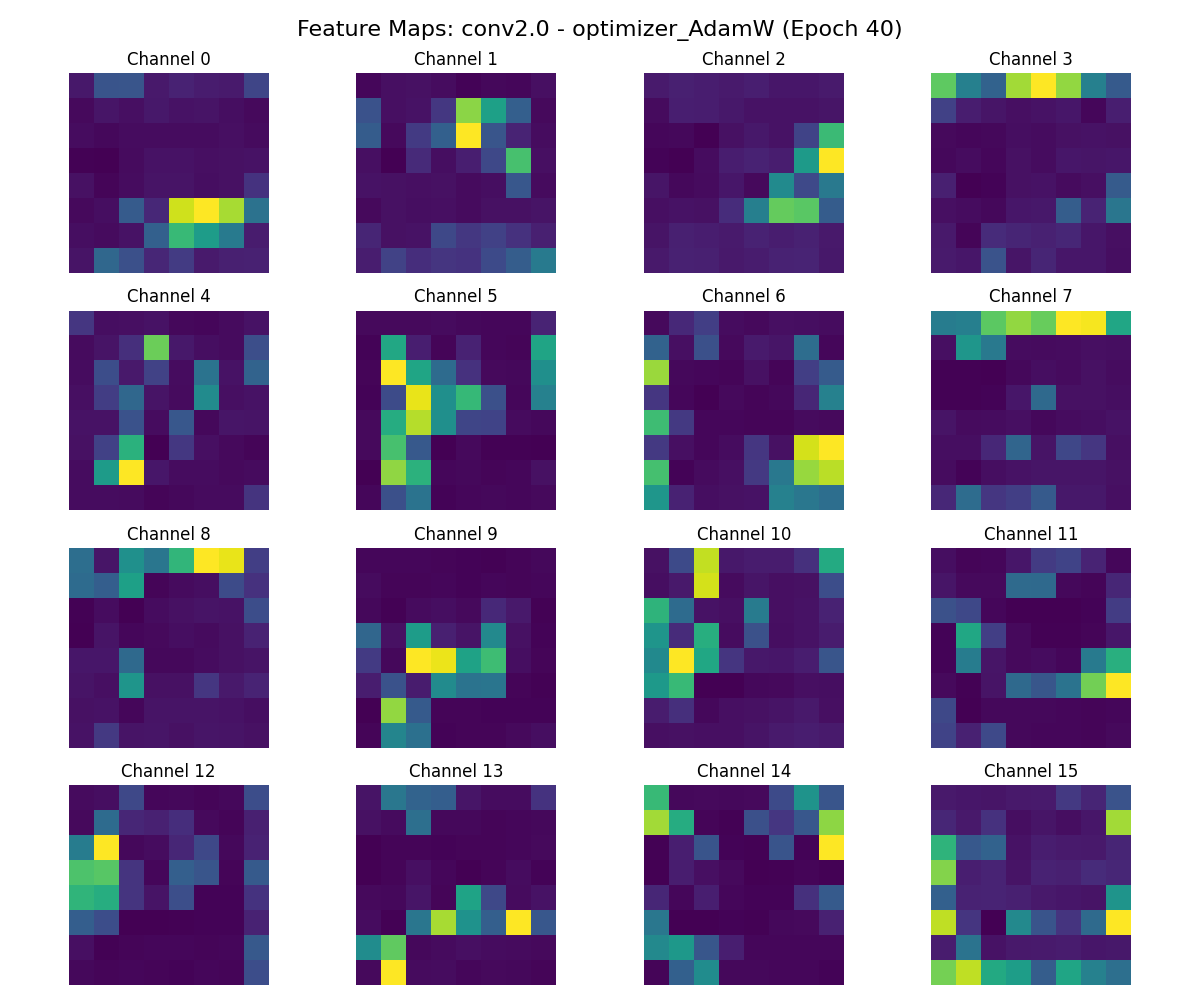 Feature Maps: conv2.0 - optimizer_AdamW (Epoch 40)
Channel 0
Channel 1
Channel 2
Channel 3
Channel 4
Channel 5
Channel 6
Channel 7
Channel 8
Channel 9
Channel 10
Channel 11
Channel 12
Channel 13
Channel 14
Channel 15